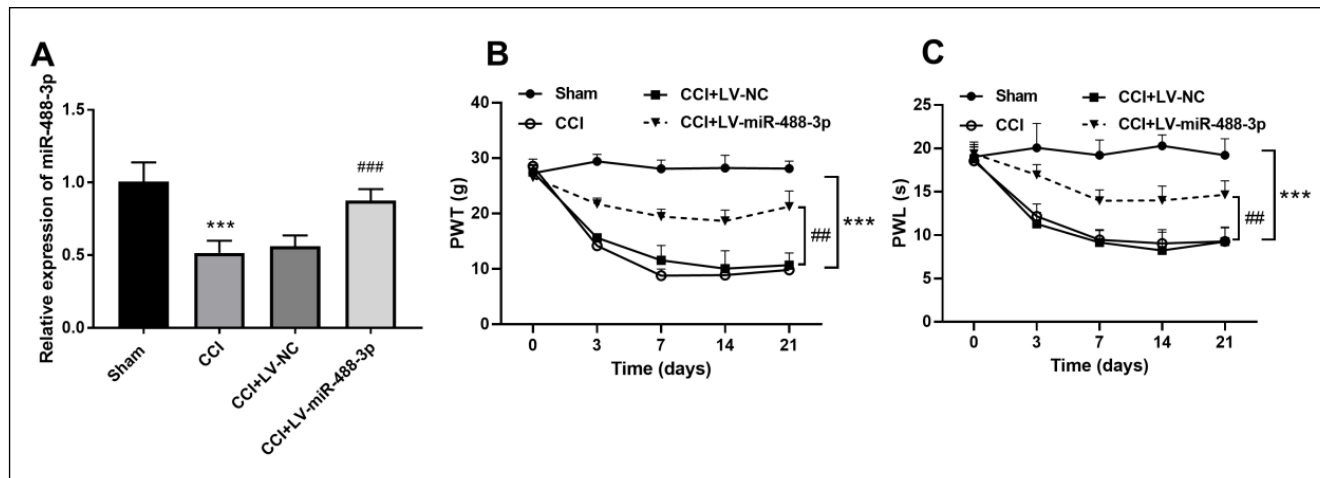 A
Relative expression of miR-488-3p
1.5
1.0
0.5
0.0
***
###
Sham
CCI
CCI+LV-NC
CCI+LV-miR-488-3p
B
Sham
CCI
CCI+LV-NC
CCI+LV-miR-488-3p
PWT (g)
40
30
20
10
0
##
***
0 3 7 14 21
Time (days)
C
Sham
CCI
CCI+LV-NC
CCI+LV-miR-488-3p
PWL (s)
25
20
15
10
5
0
##
***
0 3 7 14 21
Time (days)